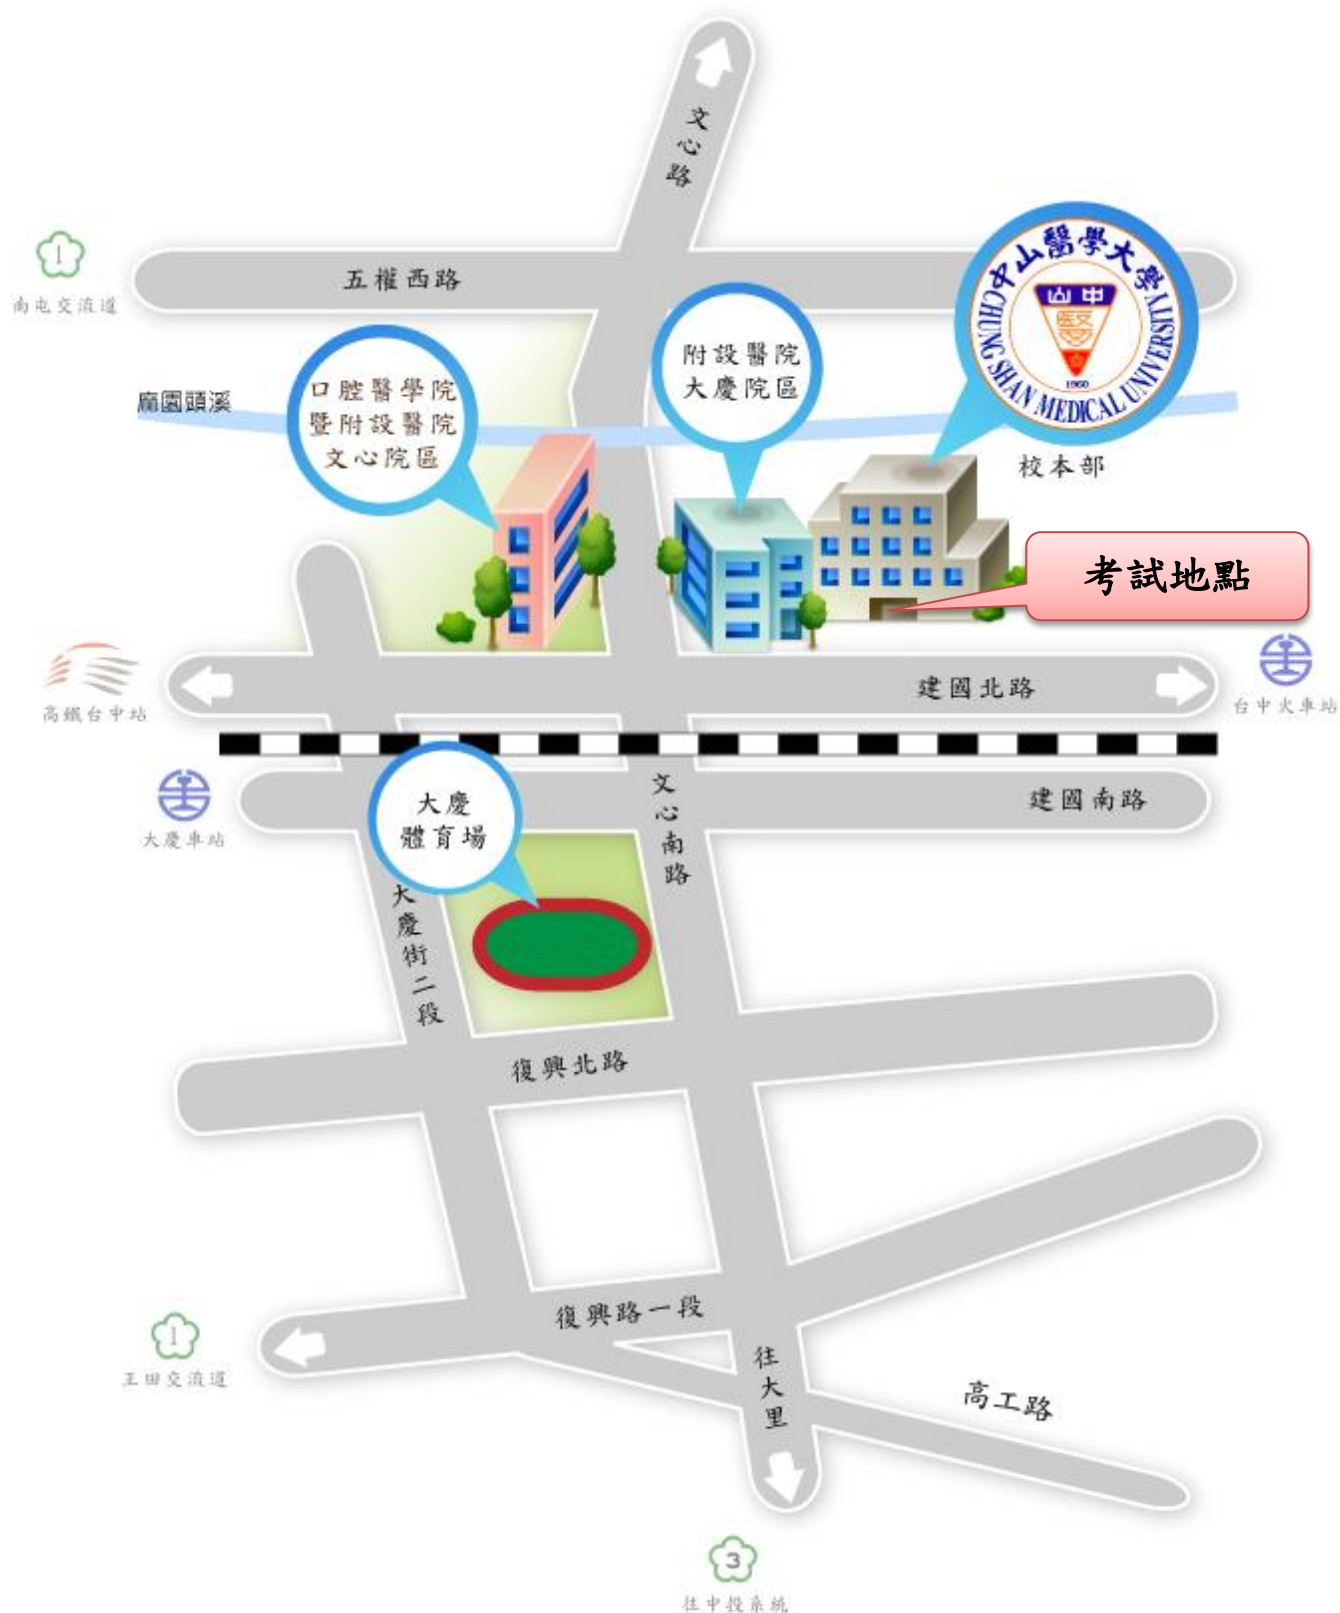 文心路
1
南屯交流道
五權西路
中山醫學大學
CHUNG SHAN MEDICAL UNIVERSITY
中山
1960
附設醫院
大慶院區
口腔醫學院
暨附設醫院
文心院區
麻園頭溪
校本部
考試地點
高鐵台中站
建國北路
台中火車站
大慶車站
大慶
體育場
文心南路
建國南路
大慶街二段
復興北路
復興路一段
1
王田交流道
往大里
高工路
3
往中投系統